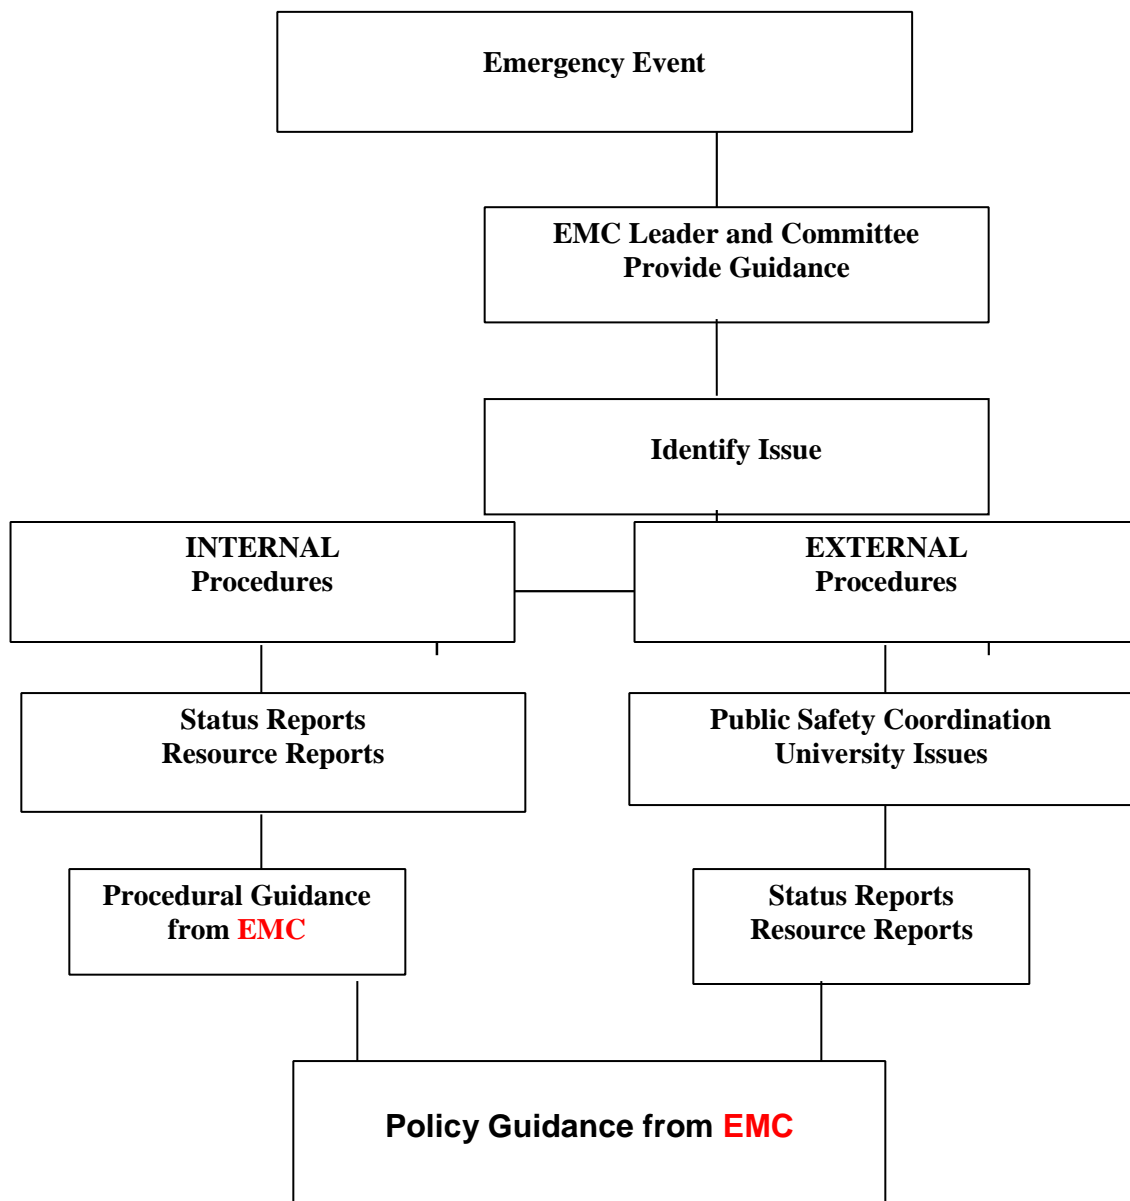 Emergency Event
EMC Leader and Committee
Provide Guidance
Identify Issue
INTERNAL
Procedures
EXTERNAL
Procedures
Status Reports
Resource Reports
Public Safety Coordination
University Issues
Procedural Guidance
from EMC
Status Reports
Resource Reports
Policy Guidance from EMC